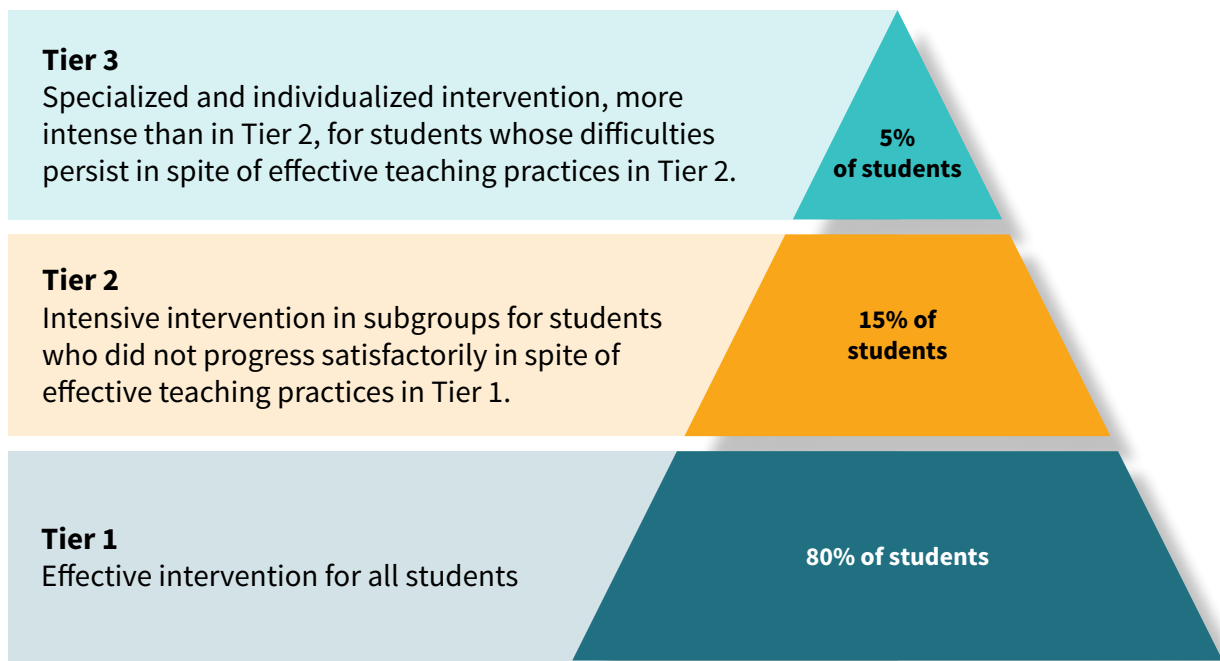 Tier 3
Specialized and individualized intervention, more
intense than in Tier 2, for students whose difficulties
persist in spite of effective teaching practices in Tier 2.
5%
of students
Tier 2
Intensive intervention in subgroups for students
who did not progress satisfactorily in spite of
effective teaching practices in Tier 1.
15% of
students
Tier 1
Effective intervention for all students
80% of students